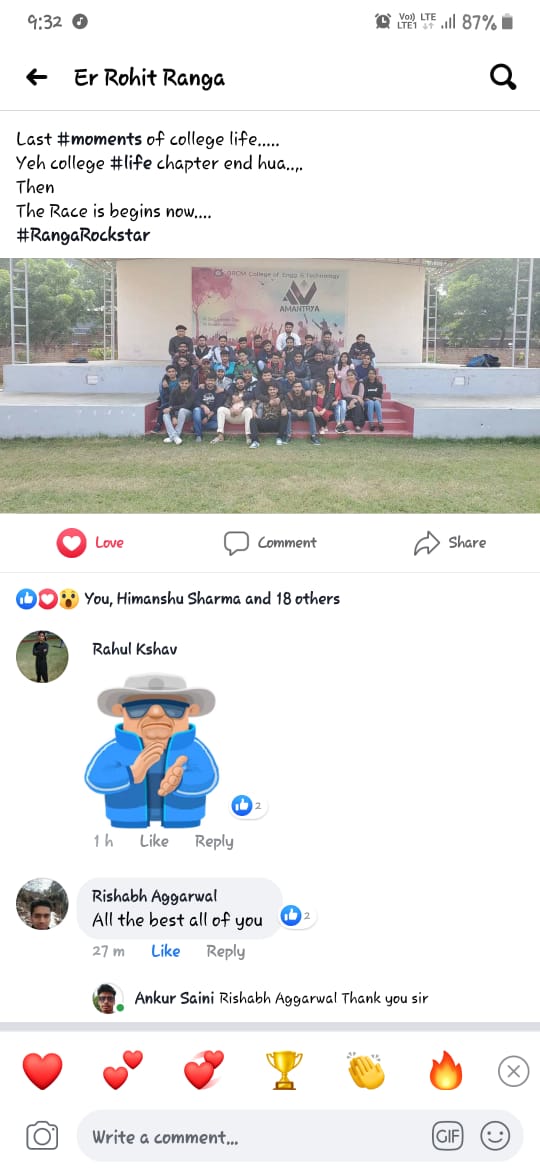 9:32
Vo) LTE
LTE1
87%
Er Rohit Ranga
Last #moments of college life.....
Yeh college #life chapter end hua..,.
Then
The Race is begins now....
#RangaRockstar
BRCM College of Engg & Technology
AMANTRYA
Love
Comment
Share
You, Himanshu Sharma and 18 others
Rahul Kshav
2
1 h
Like
Reply
Rishabh Aggarwal
All the best all of you
2
27 m
Like
Reply
Ankur Saini Rishabh Aggarwal Thank you sir
Write a comment...
GIF